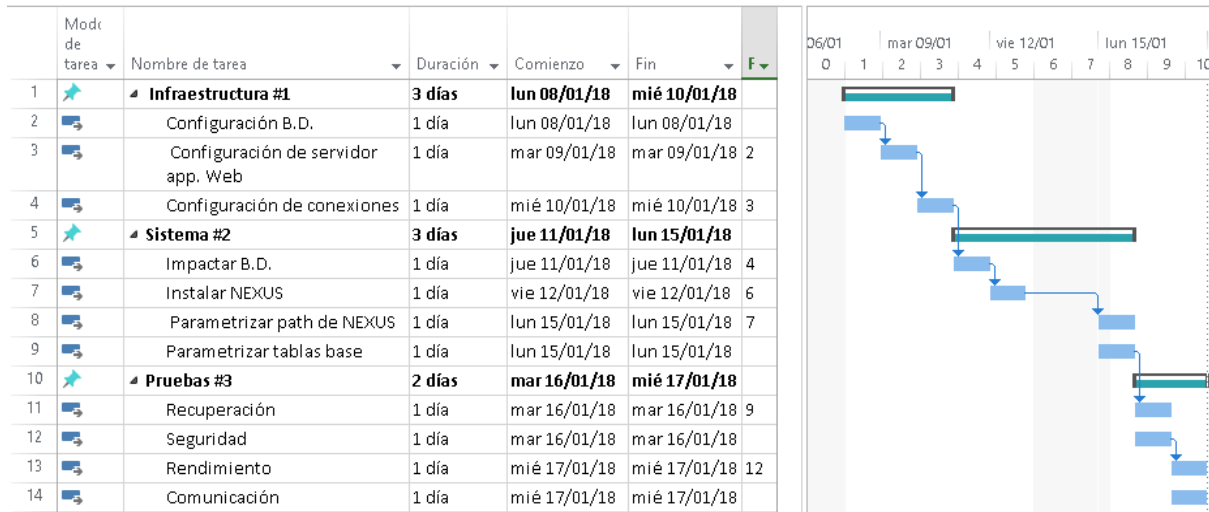 Modo de tarea Nombre de tarea Duración Comienzo Fin
06/01 mar 09/01 vie 12/01 lun 15/01
0 1 2 3 4 5 6 7 8 9 10
1 Infraestructura #1 3 días lun 08/01/18 mié 10/01/18
2 Configuración B.D. 1 día lun 08/01/18 lun 08/01/18
3 Configuración de servidor app. Web 1 día mar 09/01/18 mar 09/01/18 2
4 Configuración de conexiones 1 día mié 10/01/18 mié 10/01/18 3
5 Sistema #2 3 días jue 11/01/18 lun 15/01/18
6 Impactar B.D. 1 día jue 11/01/18 jue 11/01/18 4
7 Instalar NEXUS 1 día vie 12/01/18 vie 12/01/18 6
8 Parametrizar path de NEXUS 1 día lun 15/01/18 lun 15/01/18 7
9 Parametrizar tablas base 1 día lun 15/01/18 lun 15/01/18
10 Pruebas #3 2 días mar 16/01/18 mié 17/01/18
11 Recuperación 1 día mar 16/01/18 mar 16/01/18 9
12 Seguridad 1 día mar 16/01/18 mar 16/01/18
13 Rendimiento 1 día mié 17/01/18 mié 17/01/18 12
14 Comunicación 1 día mié 17/01/18 mié 17/01/18